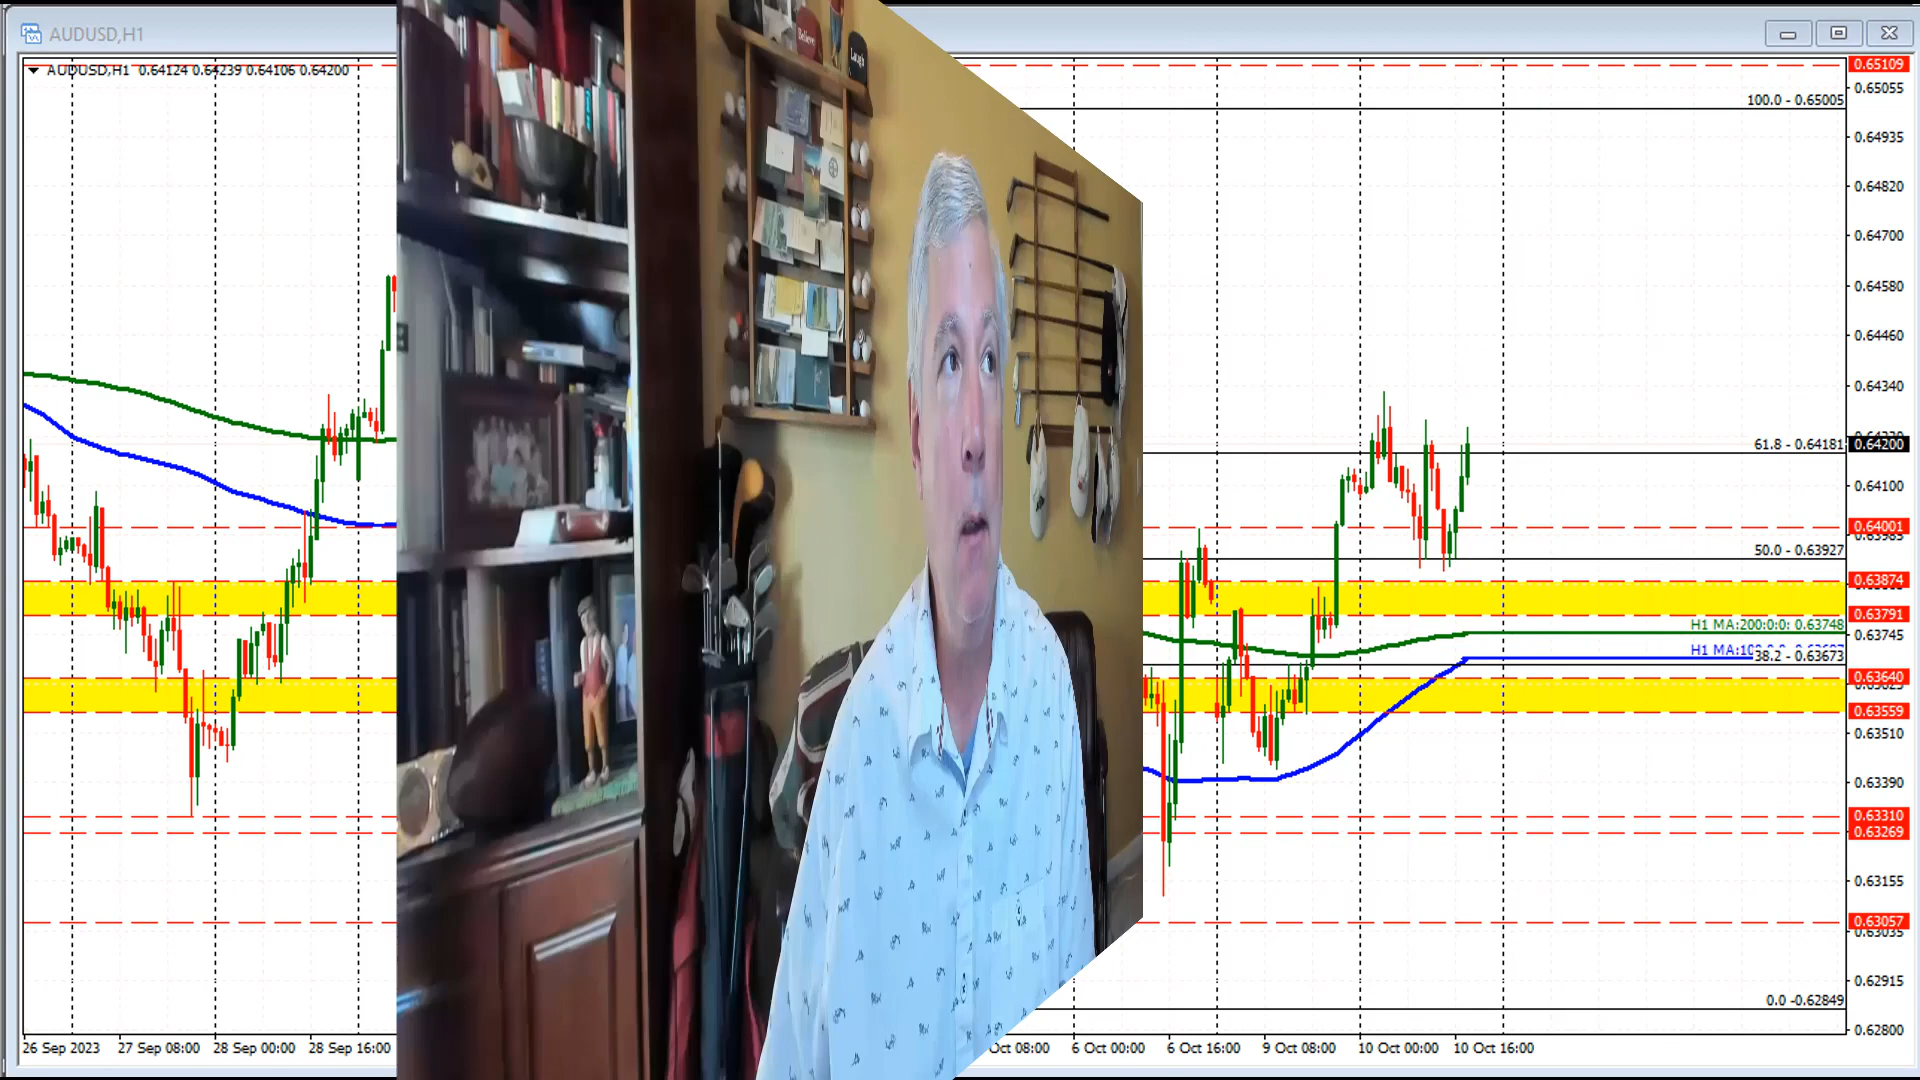 AUDUSD,H1
AUDUSD,H1 0.64124 0.64239 0.64106 0.64200
Believe
Laugh
0.65109
0.65055
100.0 - 0.65005
0.64935
0.64820
0.64700
0.64580
0.64460
0.64340
61.8 - 0.64181
0.64200
0.64100
0.64001
50.0 - 0.63927
0.63874
0.63791
H1 MA:200:0:0: 0.63748
0.63745
38.2 - 0.63673
0.63640
0.63559
0.63510
0.63390
0.63310
0.63269
0.63155
0.63057
0.63035
0.62915
0.0 -0.62849
0.62800
26 Sep 2023 27 Sep 08:00 28 Sep 00:00 28 Sep 16:00 Oct 08:00 6 Oct 00:00 6 Oct 16:00 9 Oct 08:00 10 Oct 00:00 10 Oct 16:00